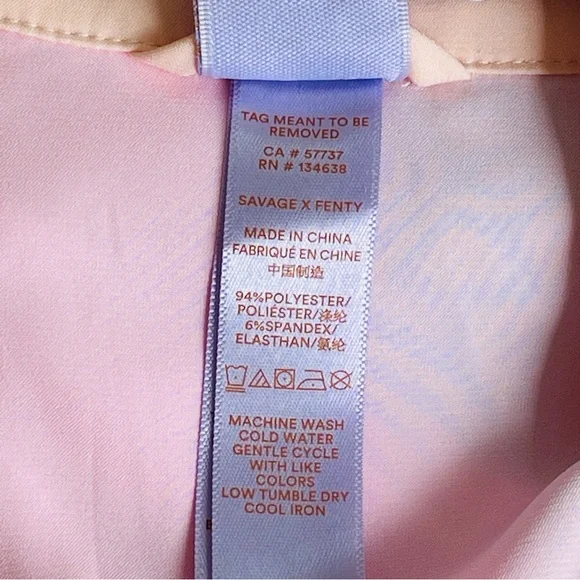 TAG MEANT TO BE
REMOVED
CA # 57737
RN # 134638
SAVAGE X FENTY
MADE IN CHINA
FABRIQUÉ EN CHINE
中国制造
94%POLYESTER/
POLIÉSTER/涤纶
6%SPANDEX/
ELASTHAN/氨纶
MACHINE WASH
COLD WATER
GENTLE CYCLE
WITH LIKE
COLORS
LOW TUMBLE DRY
COOL IRON